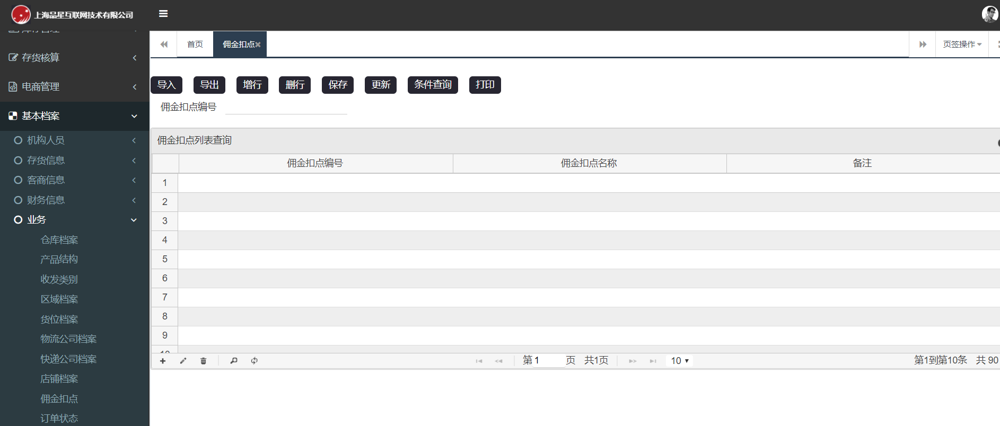 上海品星互联网技术有限公司
存货核算
电商管理
基本档案
机构人员
存货信息
客商信息
财务信息
业务
仓库档案
产品结构
收发类别
区域档案
货位档案
物流公司档案
快递公司档案
店铺档案
佣金扣点
订单状态
首页 佣金扣点 页签操作
导入 导出 增行 删行 保存 更新 条件查询 打印
佣金扣点编号
佣金扣点列表查询
佣金扣点编号 佣金扣点名称 备注
1
2
3
4
5
6
7
8
9
10
第 1 页 共1页 10 第1到第10条 共 90